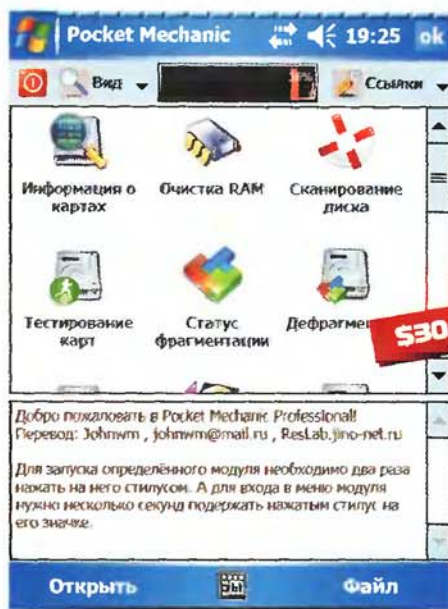 Pocket Mechanic 19:25 ok
Вид Ссылки
Информация о картах
Очистка RAM
Сканирование диска
Тестирование карт
Статус фрагментации
Дефрагмен
$30
Добро пожаловать в Pocket Mechanic Professional!
Перевод: Johnwm , johnwm@mail.ru , ResLab.jino-net.ru
Для запуска определённого модуля необходимо два раза
нажать на него стилусом. А для входа в меню модуля
нужно несколько секунд подержать нажатым стилус на
его значке.
Открыть Файл